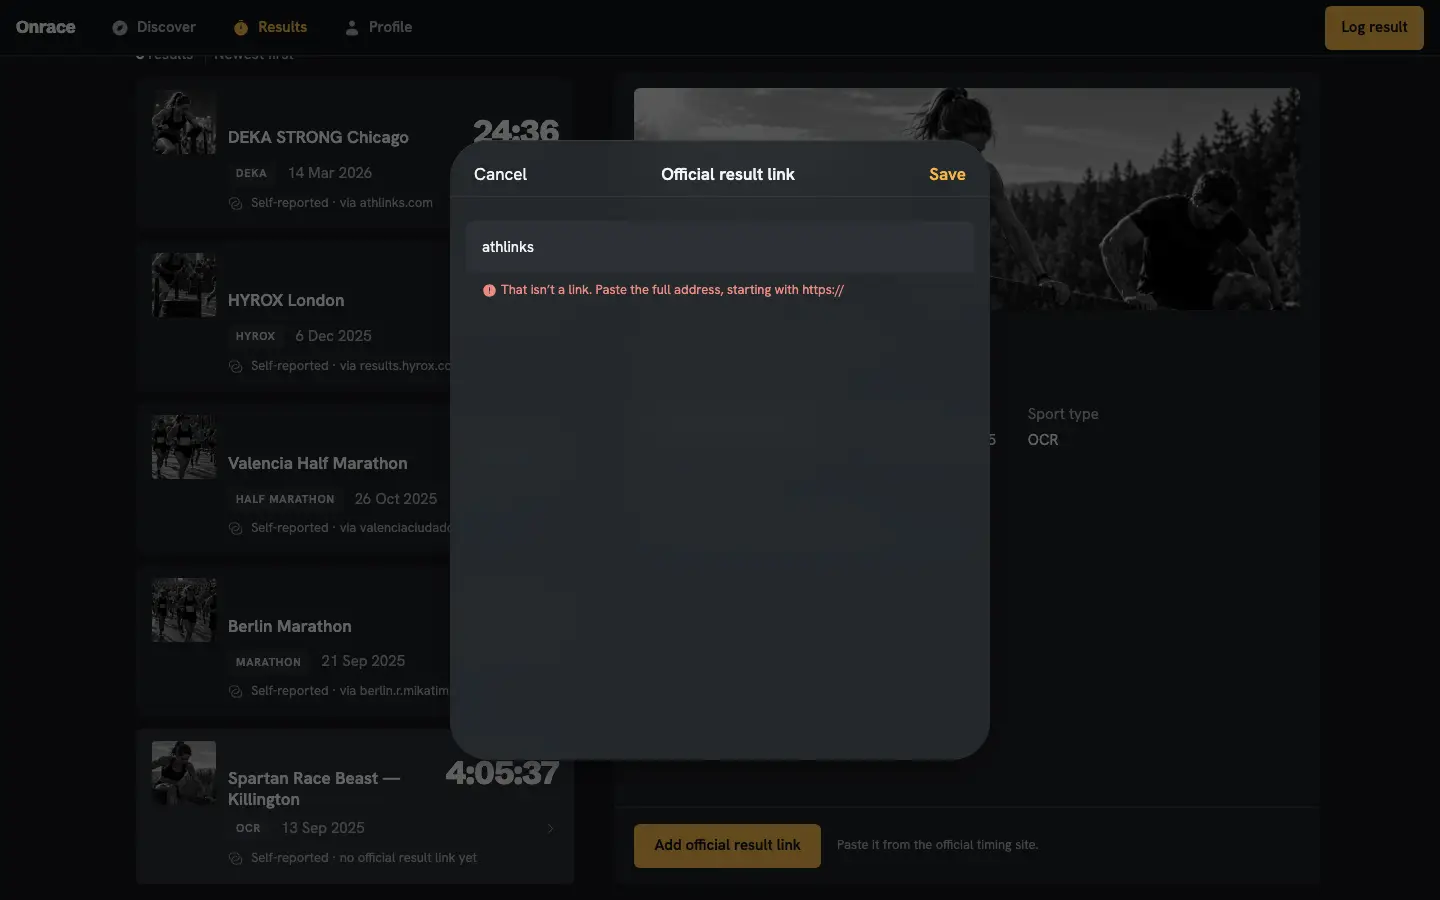 Onrace
Discover
Results
Profile
Log result
results
Newest first
DEKA STRONG Chicago
24:36
DEKA
14 Mar 2026
Self-reported · via athlinks.com
HYROX London
HYROX
6 Dec 2025
Self-reported · via results.hyrox.co
Valencia Half Marathon
HALF MARATHON
26 Oct 2025
Self-reported · via valenciaciudad
Berlin Marathon
MARATHON
21 Sep 2025
Self-reported · via berlin.r.mikatim
Spartan Race Beast —
Killington
4:05:37
OCR
13 Sep 2025
Self-reported · no official result link yet
Cancel
Official result link
Save
athlinks
That isn’t a link. Paste the full address, starting with https://
5
Sport type
OCR
Add official result link
Paste it from the official timing site.